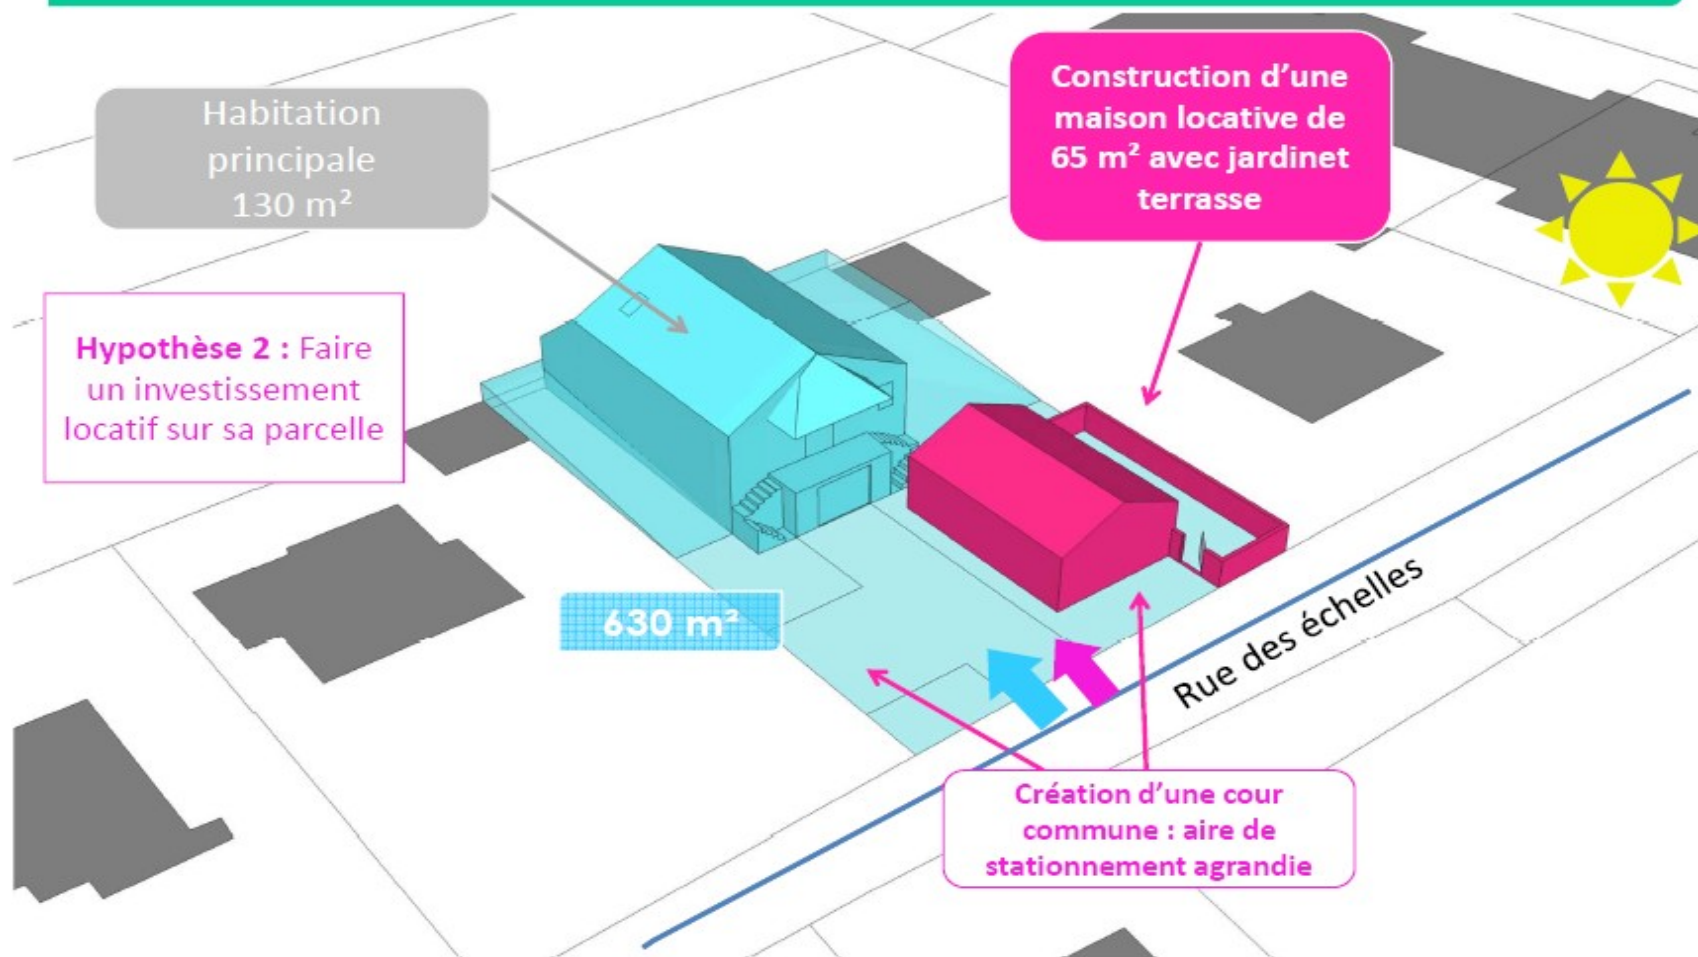 Habitation
principale
130 m²
Construction d’une
maison locative de
65 m² avec jardinet
terrasse
Hypothèse 2 : Faire
un investissement
locatif sur sa parcelle
630 m²
Rue des échelles
Création d’une cour
commune : aire de
stationnement agrandie